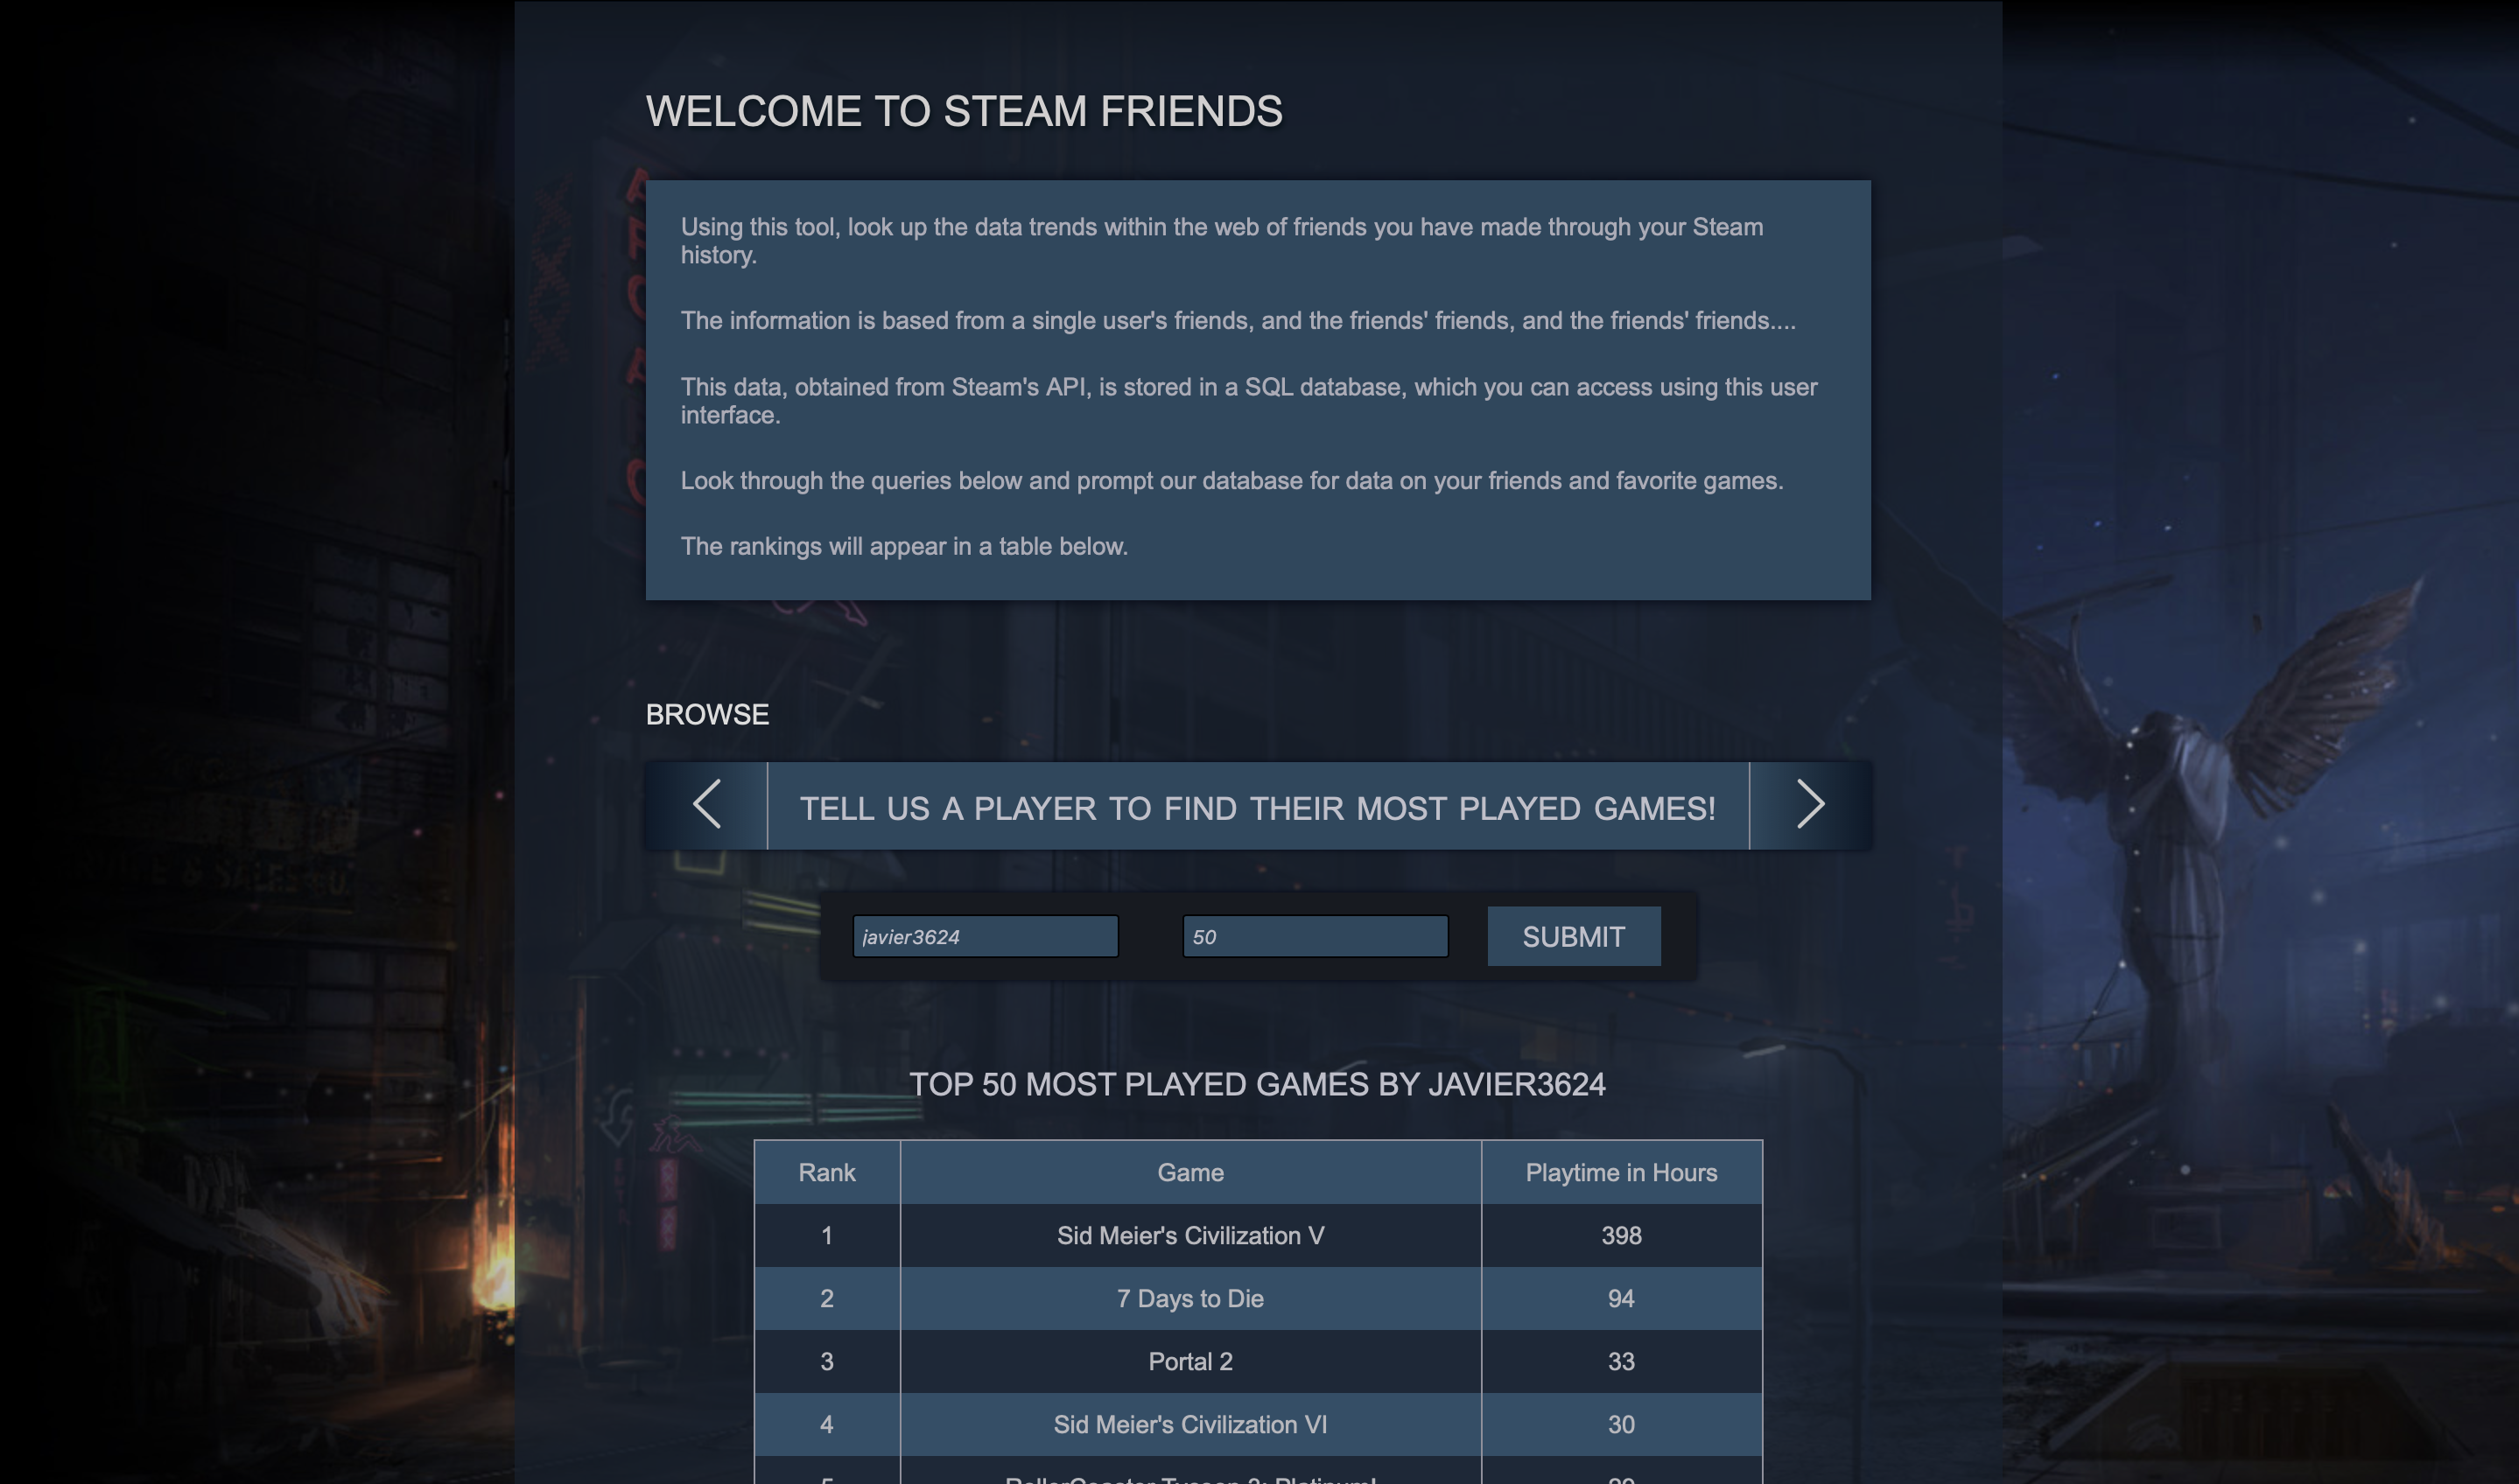 WELCOME TO STEAM FRIENDS
Using this tool, look up the data trends within the web of friends you have made through your Steam
history.
The information is based from a single user's friends, and the friends' friends, and the friends' friends....
This data, obtained from Steam's API, is stored in a SQL database, which you can access using this user
interface.
Look through the queries below and prompt our database for data on your friends and favorite games.
The rankings will appear in a table below.
BROWSE
TELL US A PLAYER TO FIND THEIR MOST PLAYED GAMES!
javier3624 50 SUBMIT
TOP 50 MOST PLAYED GAMES BY JAVIER3624
Rank Game Playtime in Hours
1 Sid Meier's Civilization V 398
2 7 Days to Die 94
3 Portal 2 33
4 Sid Meier's Civilization VI 30